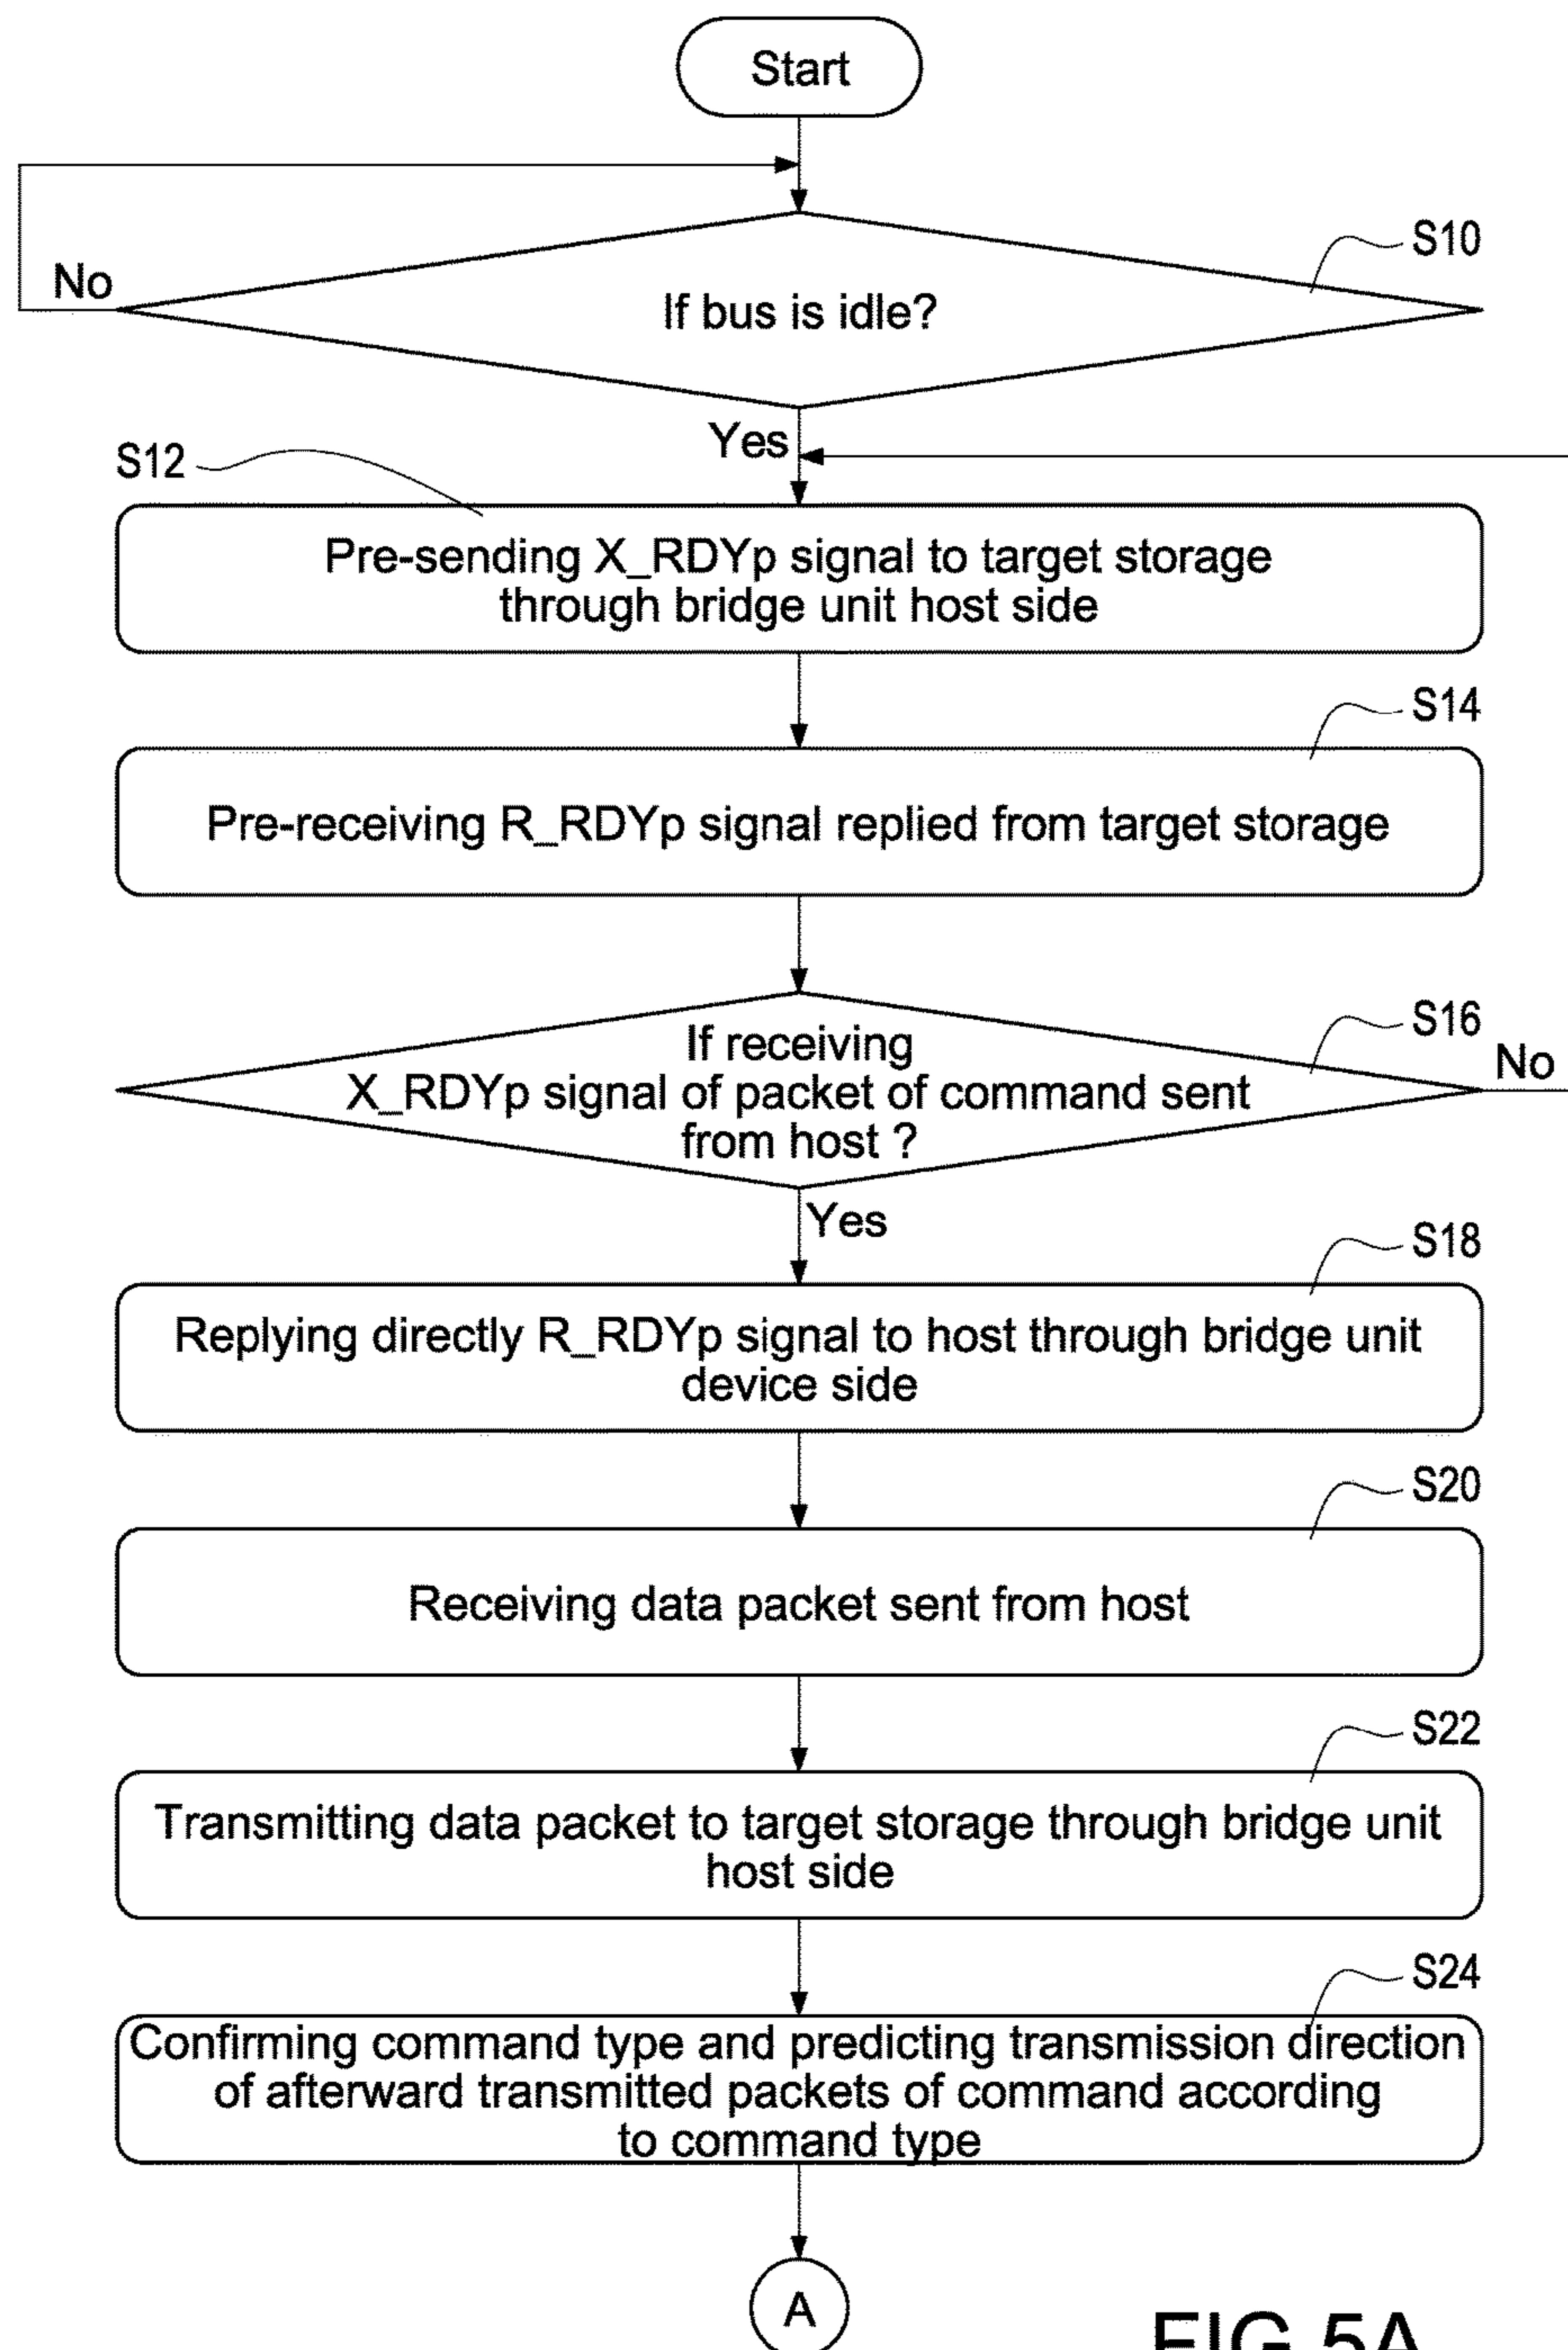 Start
S10
No
If bus is idle?
Yes
S12
Pre-sending X_RDYp signal to target storage
through bridge unit host side
S14
Pre-receiving R_RDYp signal replied from target storage
S16
No
If receiving
X_RDYp signal of packet of command sent
from host ?
Yes
S18
Replying directly R_RDYp signal to host through bridge unit
device side
S20
Receiving data packet sent from host
S22
Transmitting data packet to target storage through bridge unit
host side
S24
Confirming command type and predicting transmission direction
of afterward transmitted packets of command according
to command type
A
FIG.5A